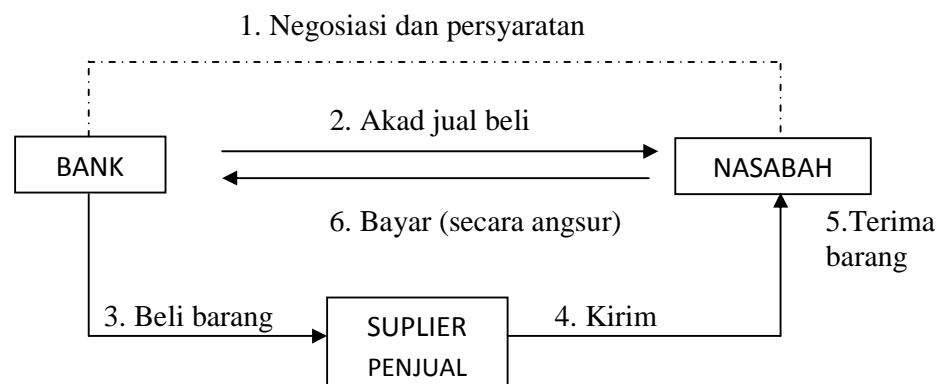 1. Negosiasi dan persyaratan
2. Akad jual beli
BANK
NASABAH
6. Bayar (secara angsur)
5.Terima
barang
3. Beli barang
SUPLIER
PENJUAL
4. Kirim